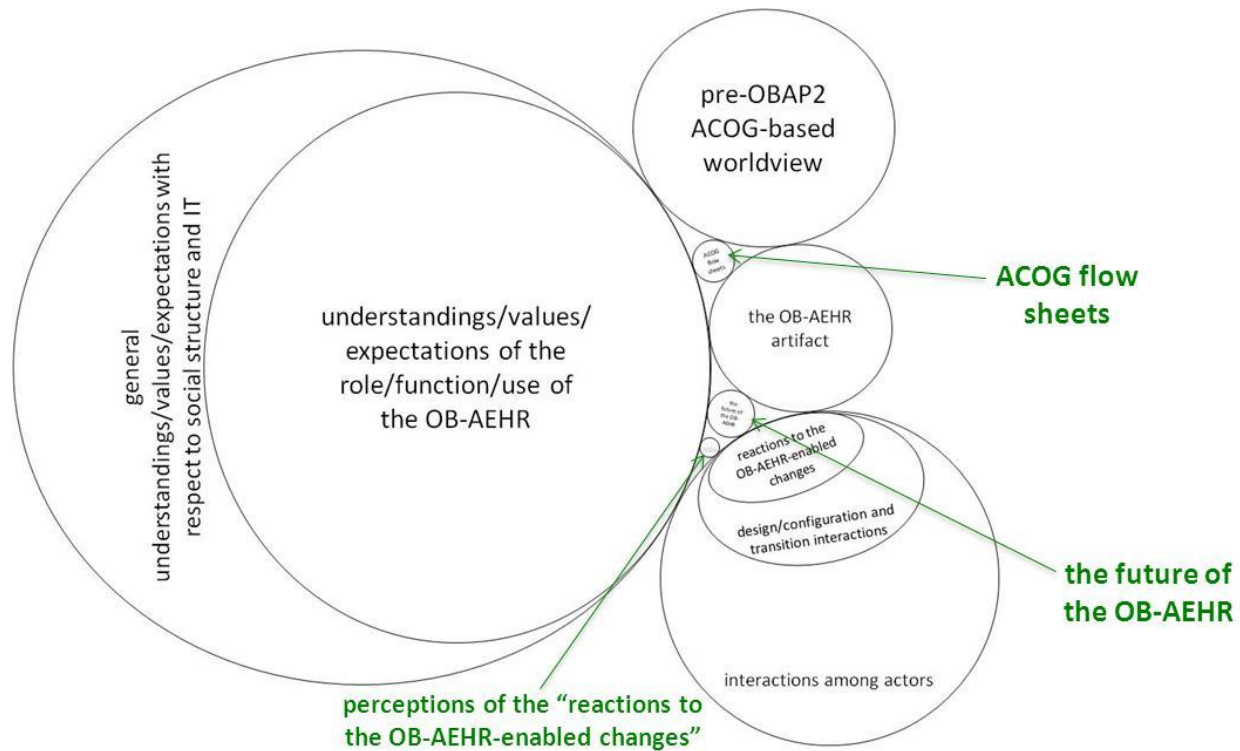 general
understandings/values/expectations with
respect to social structure and IT
understandings/values/
expectations of the
role/function/use of
the OB-AEHR
pre-OBAP2
ACOG-based
worldview
ACOG
flow
sheets
ACOG flow
sheets
the OB-AEHR
artifact
the
future of
the OB-
AEHR
reactions to the
OB-AEHR-enabled
changes
design/configuration and
transition interactions
the future of
the OB-AEHR
interactions among actors
perceptions of the “reactions to
the OB-AEHR-enabled changes”